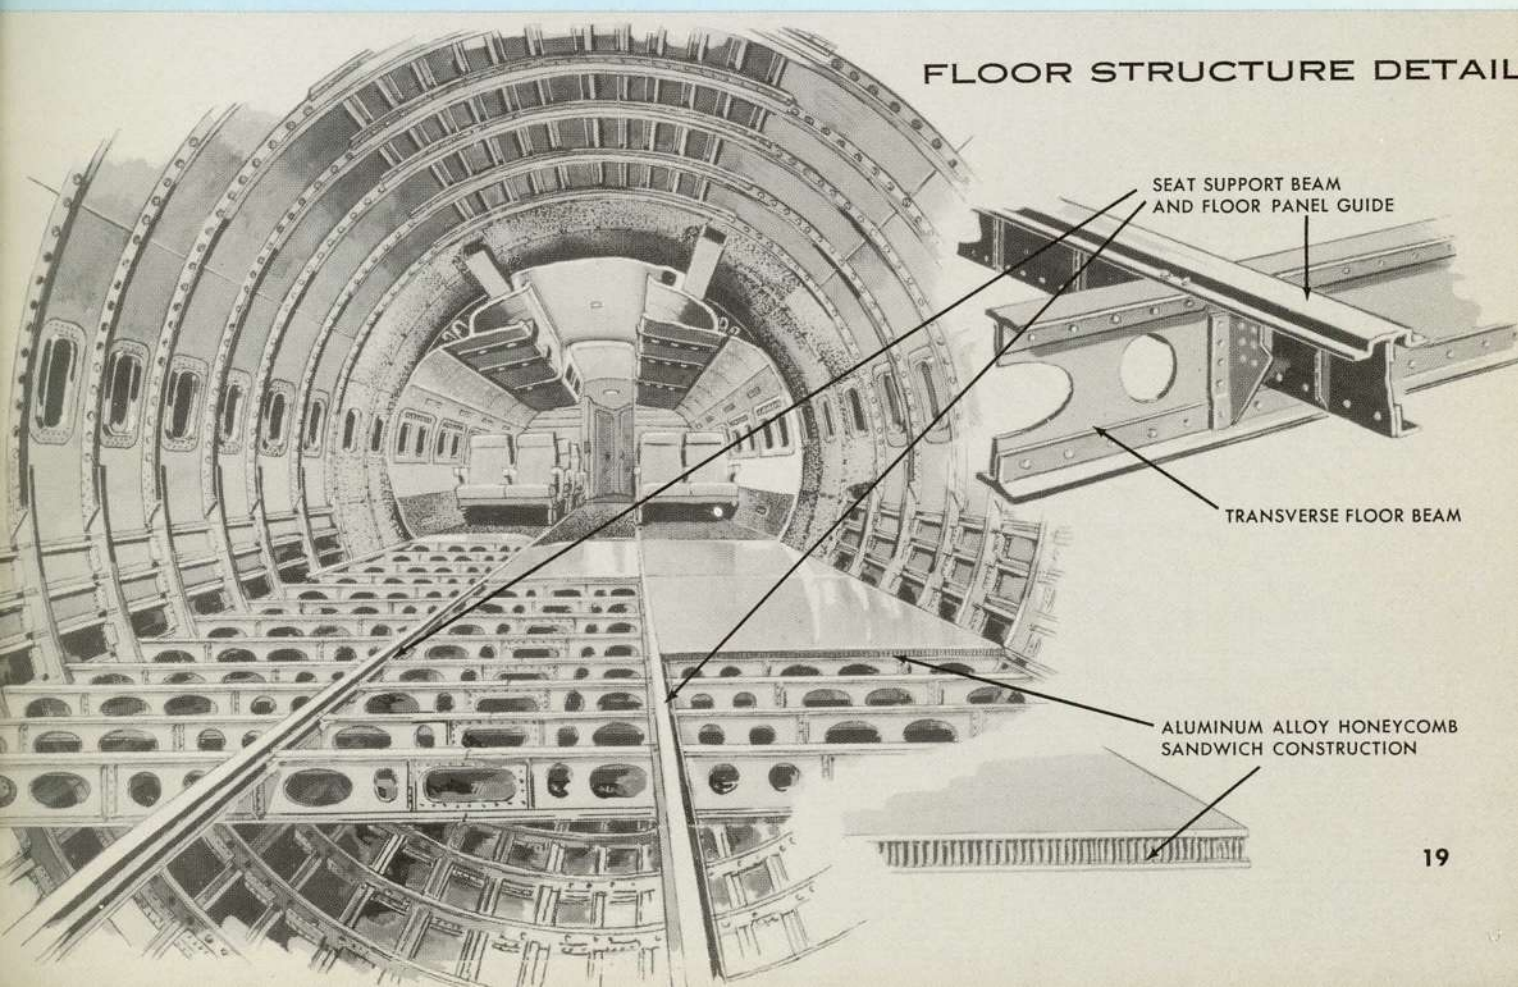 FLOOR STRUCTURE DETAIL
SEAT SUPPORT BEAM
AND FLOOR PANEL GUIDE
TRANSVERSE FLOOR BEAM
ALUMINUM ALLOY HONEYCOMB
SANDWICH CONSTRUCTION
19